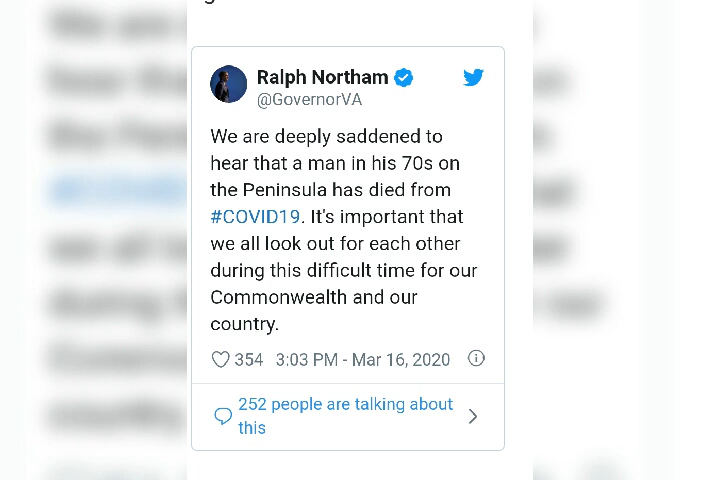 Ralph Northam
@GovernorVA
We are deeply saddened to
hear that a man in his 70s on
the Peninsula has died from
#COVID19. It's important that
we all look out for each other
during this difficult time for our
Commonwealth and our
country.
354 3:03 PM - Mar 16, 2020
252 people are talking about
this